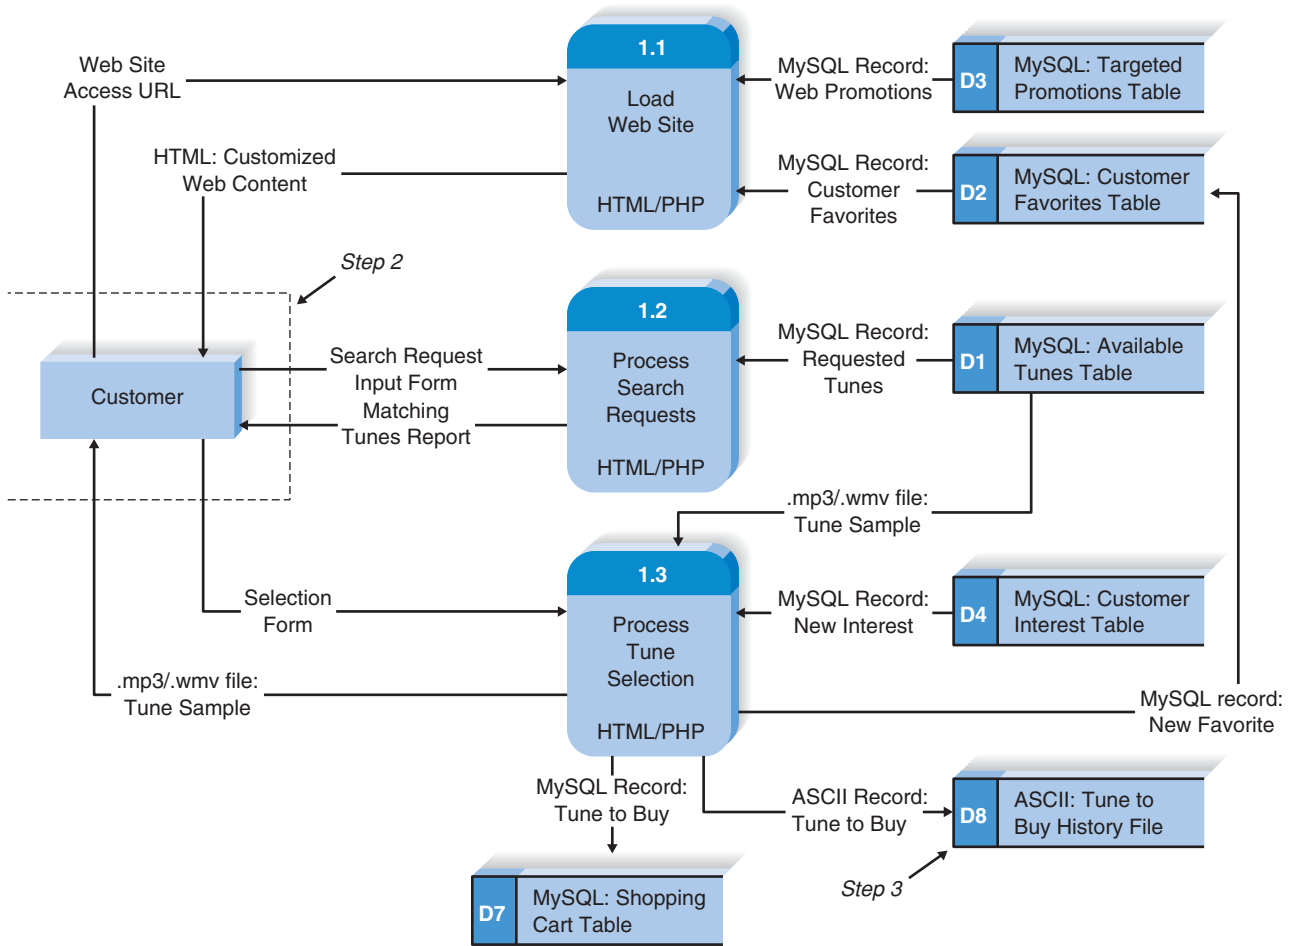 1.1
Load
Web Site
HTML/PHP
Web Site
Access URL
MySQL Record:
Web Promotions
D3
MySQL: Targeted
Promotions Table
HTML: Customized
Web Content
MySQL Record:
Customer
Favorites
D2
MySQL: Customer
Favorites Table
Step 2
1.2
Process
Search
Requests
HTML/PHP
Customer
Search Request
Input Form
Matching
Tunes Report
MySQL Record:
Requested
Tunes
D1
MySQL: Available
Tunes Table
.mp3/.wmv file:
Tune Sample
1.3
Process
Tune
Selection
HTML/PHP
Selection
Form
MySQL Record:
New Interest
D4
MySQL: Customer
Interest Table
.mp3/.wmv file:
Tune Sample
MySQL record:
New Favorite
MySQL Record:
Tune to Buy
ASCII Record:
Tune to Buy
D8
ASCII: Tune to
Buy History File
Step 3
D7
MySQL: Shopping
Cart Table